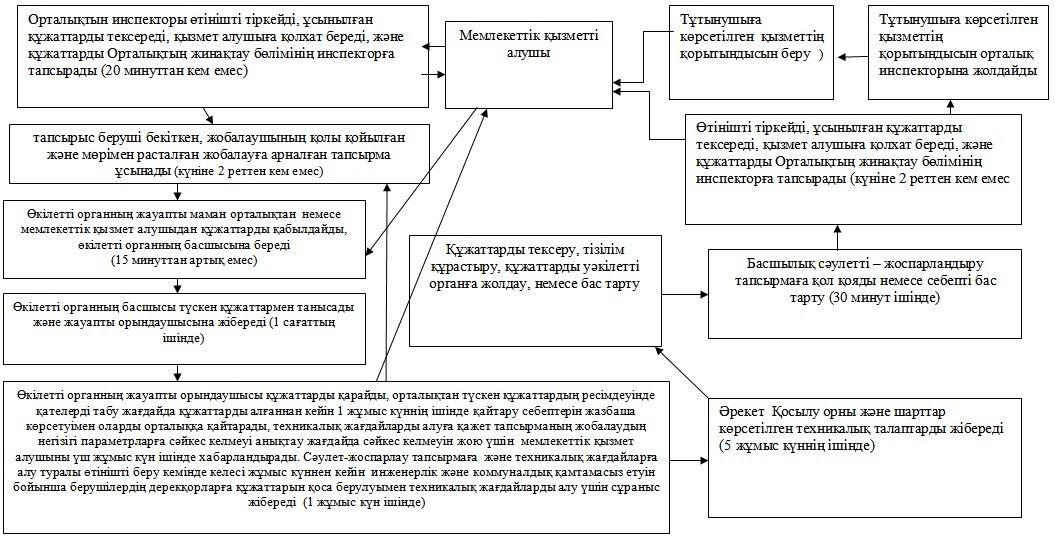 Орталықтын инспекторы өтінішті тіркейді, ұсынылған
құжаттарды тексереді, қызмет алушыға қолхат береді, және
құжаттарды Орталықтың жинақтау бөлімінің инспекторға
тапсырады (20 минуттан кем емес)
Мемлекеттік қызметті
алушы
Тұтынушыға
көрсетілген қызметтің
қорытындысын беру )
Тұтынушыға көрсетілген
қызметтің
қорытындысын орталық
инспекторына жолдайды
тапсырыс беруші бекіткен, жобалаушының қолы қойылған
және мөрімен расталған жобалауға арналған тапсырма
ұсынады (күніне 2 реттен кем емес)
Өтінішті тіркейді, ұсынылған құжаттарды
тексереді, қызмет алушыға қолхат береді, және
құжаттарды Орталықтың жинақтау бөлімінің
инспекторға тапсырады (күніне 2 реттен кем емес
Өкілетті органның жауапты маман орталықтан немесе
мемлекеттік қызмет алушыдан құжаттарды қабылдайды,
өкілетті органның басшысына береді
(15 минуттан артық емес)
Құжаттарды тексеру, тізілім
құрастыру, құжаттарды уәкілетті
органға жолдау, немесе бас тарту
Басшылық сәулетті – жоспарландыру
тапсырмаға қол қояды немесе себепті бас
тарту (30 минут ішінде)
Өкілетті органның басшысы түскен құжаттармен танысады
және жауапты орындаушысына жібереді (1 сағаттың
ішінде)
Өкілетті органның жауапты орындаушысы құжаттарды қарайды, орталықтан түскен құжаттардың ресімдеуінде
қателерді табу жағдайда құжаттарды алғаннан кейін 1 жұмыс күннің ішінде қайтару себептерін жазбаша
көрсетуімен оларды орталыққа қайтарады, техникалық жағдайларды алуға қажет тапсырманың жобалаудың
негізігі параметрларға сәйкес келмеуі анықтау жағдайда сәйкес келмеуін жою үшін мемлекеттік қызмет
алушыны үш жұмыс күн ішінде хабарландырады. Сәулет-жоспарлау тапсырмаға және техникалық жағдайларға
алу туралы өтінішті беру кемінде келесі жұмыс күннен кейін инженерлік және коммуналдық қамтамасыз етуін
бойынша берушілердің дерекқорларға құжаттарын қоса берулуымен техникалық жағдайларды алу үшін сұраныс
жібереді (1 жұмыс күн ішінде)
Әрекет Қосылу орны және шарттар
көрсетілген техникалық талаптарды жібереді
(5 жұмыс күннің ішінде)